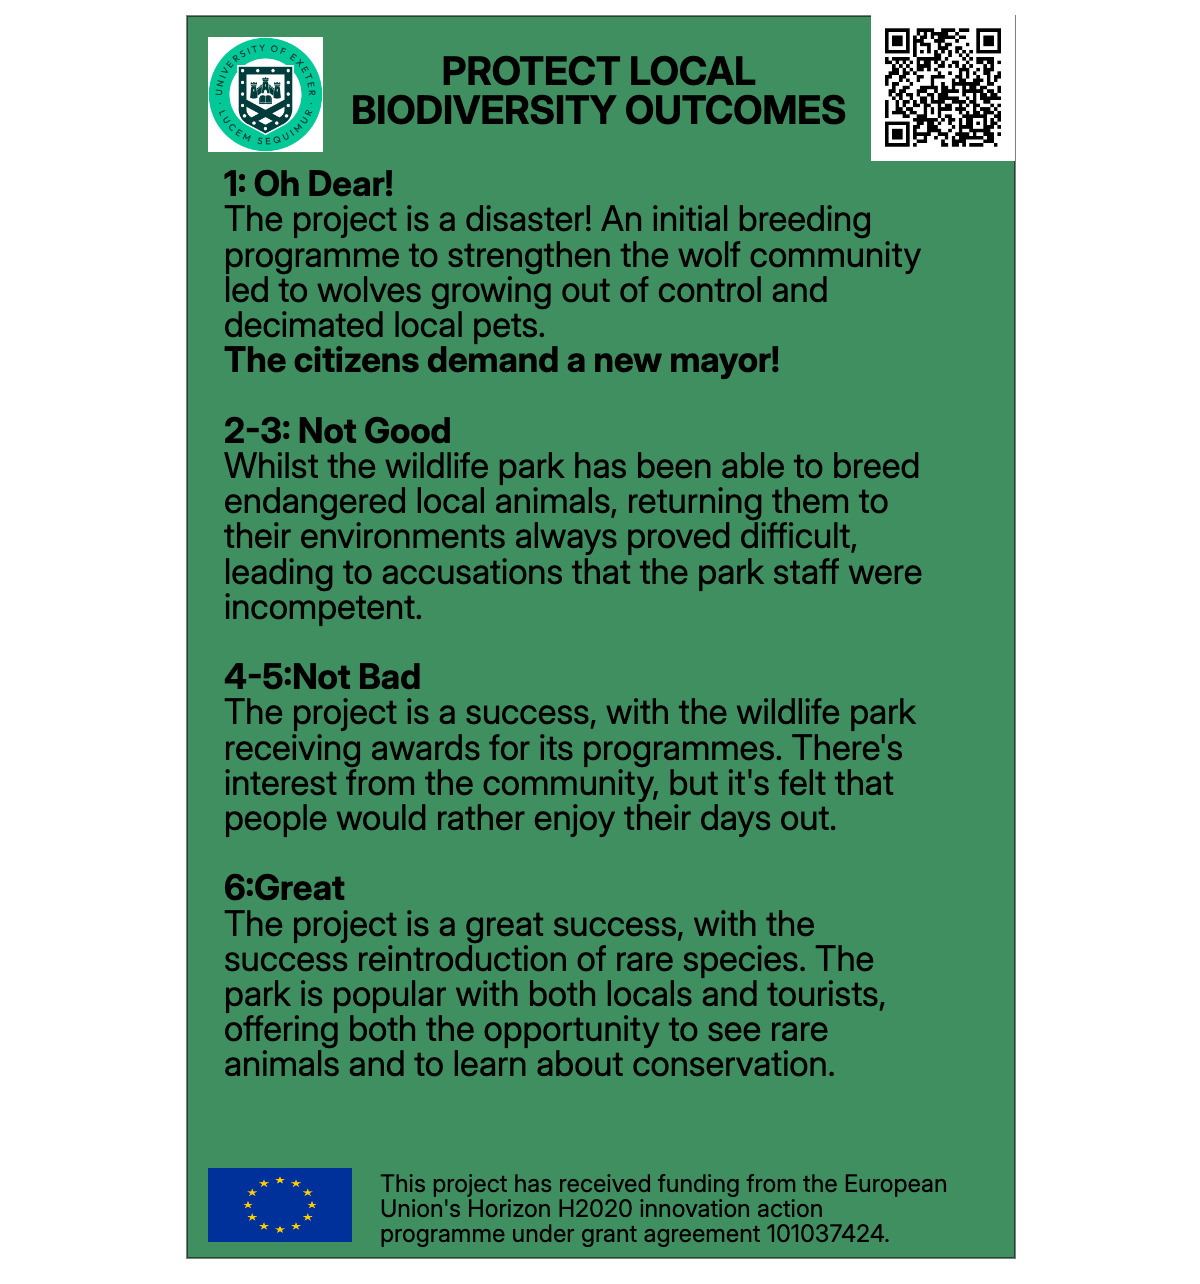 UNIVERSITY OF EXETER
LUCEM SEQUIMUR
PROTECT LOCAL
BIODIVERSITY OUTCOMES
1: Oh Dear!
The project is a disaster! An initial breeding
programme to strengthen the wolf community
led to wolves growing out of control and
decimated local pets.
The citizens demand a new mayor!
2-3: Not Good
Whilst the wildlife park has been able to breed
endangered local animals, returning them to
their environments always proved difficult,
leading to accusations that the park staff were
incompetent.
4-5:Not Bad
The project is a success, with the wildlife park
receiving awards for its programmes. There's
interest from the community, but it's felt that
people would rather enjoy their days out.
6:Great
The project is a great success, with the
success reintroduction of rare species. The
park is popular with both locals and tourists,
offering both the opportunity to see rare
animals and to learn about conservation.
This project has received funding from the European
Union's Horizon H2020 innovation action
programme under grant agreement 101037424.